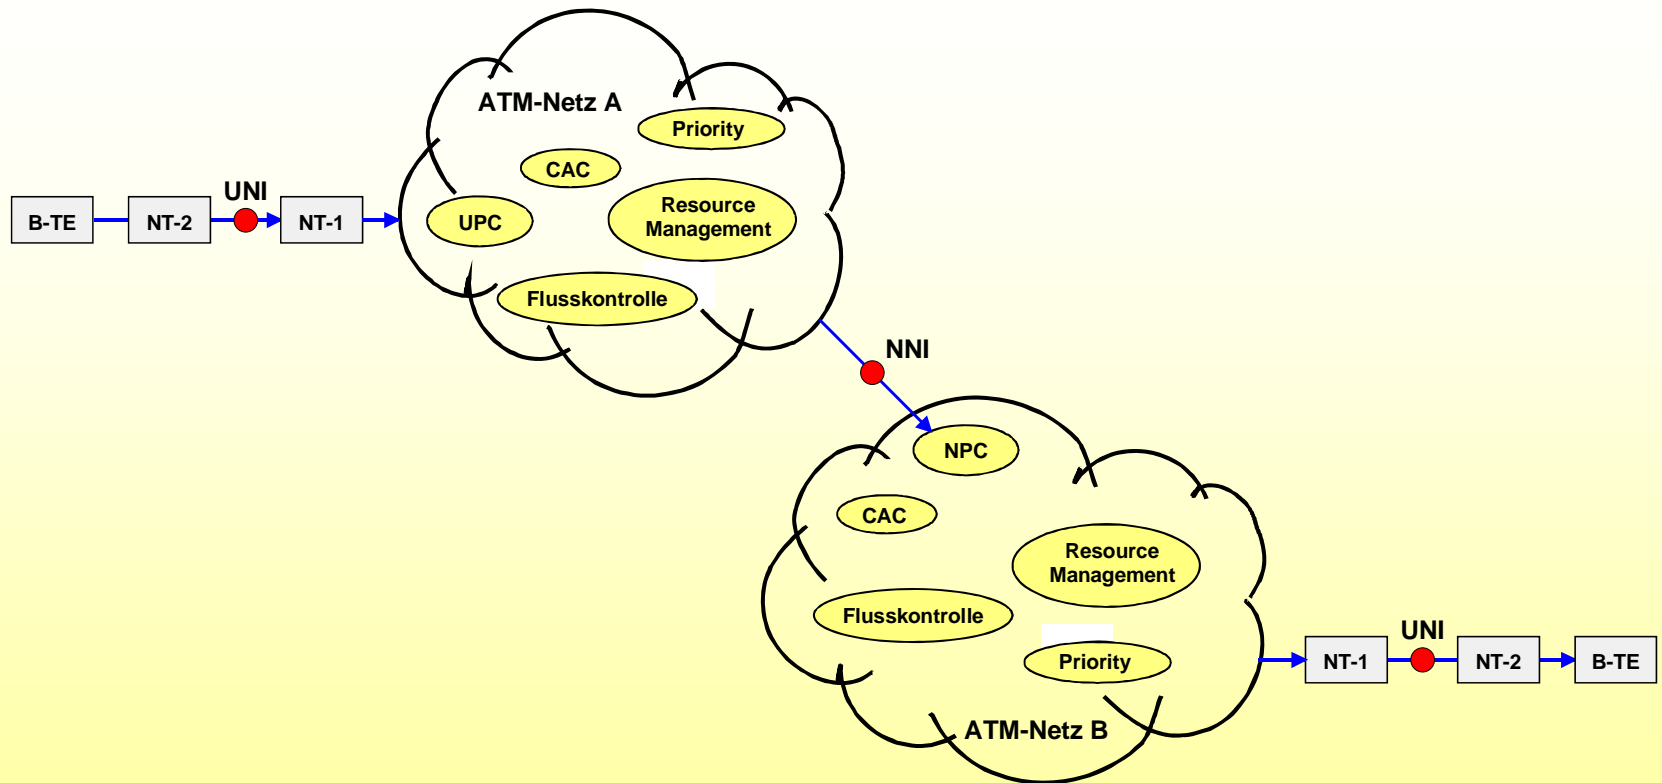 ATM-Netz A
Priority
CAC
UNI
B-TE
NT-2
NT-1
UPC
Resource
Management
Flusskontrolle
NNI
NPC
CAC
Resource
Management
Flusskontrolle
Priority
NT-1
UNI
NT-2
B-TE
ATM-Netz B